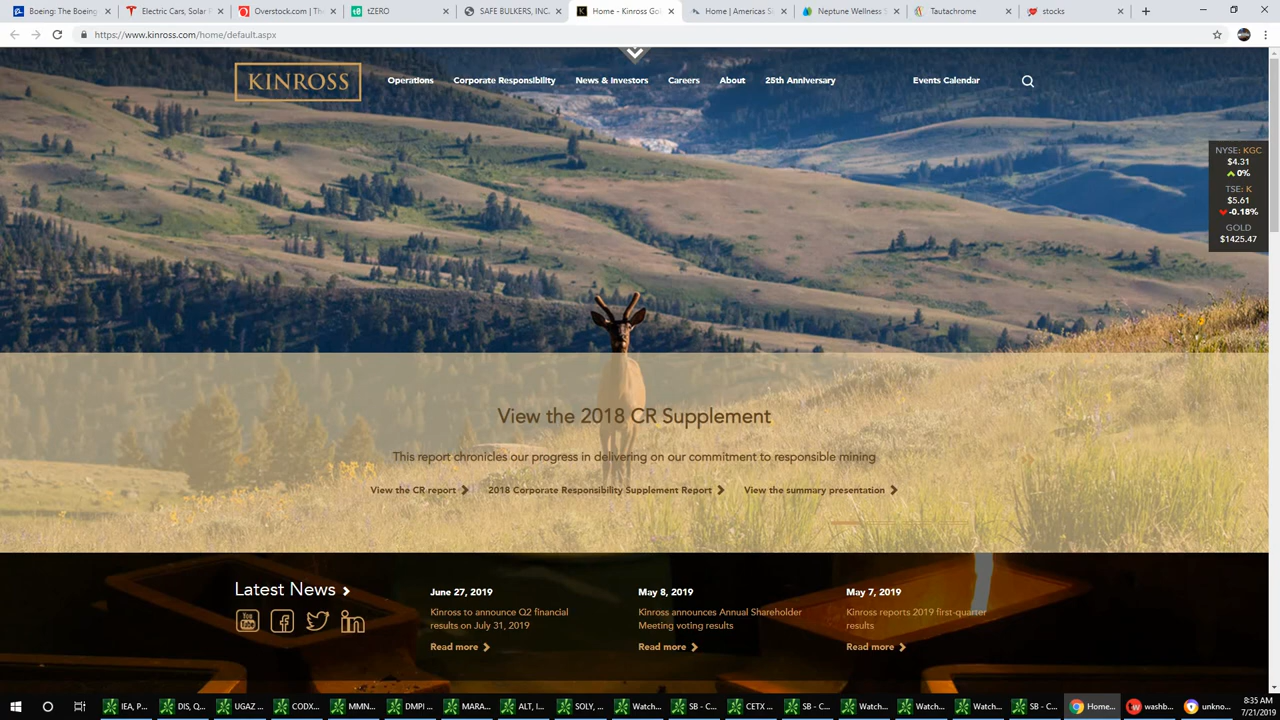 Boeing: The Boeing
Electric Cars, Solar
Overstock.com | Th
tZERO
SAFE BULKERS, INC.
Home - Kinross Go
Home | Americas S
Neptune Wellness S
Tautachrome
stocks
https://www.kinross.com/home/default.aspx
KINROSS
Operations
Corporate Responsibility
News & Investors
Careers
About
25th Anniversary
Events Calendar
NYSE: KGC
$4.31
0%
TSE: K
$5.61
-0.18%
GOLD
$1425.47
View the 2018 CR Supplement
This report chronicles our progress in delivering on our commitment to responsible mining
View the CR report
2018 Corporate Responsibility Supplement Report
View the summary presentation
Latest News
You
Tube
June 27, 2019
Kinross to announce Q2 financial
results on July 31, 2019
Read more
May 8, 2019
Kinross announces Annual Shareholder
Meeting voting results
Read more
May 7, 2019
Kinross reports 2019 first-quarter
results
Read more
IEA, P...
DIS, Q...
UGAZ ...
CODX...
MMN...
DMPI ...
MARA...
ALT, I...
SOLY, ...
Watch...
SB - C...
CETX ...
SB - C...
Watch...
Watch...
Watch...
SB - C...
Home...
washb...
unkno...
8:35 AM
7/21/2019